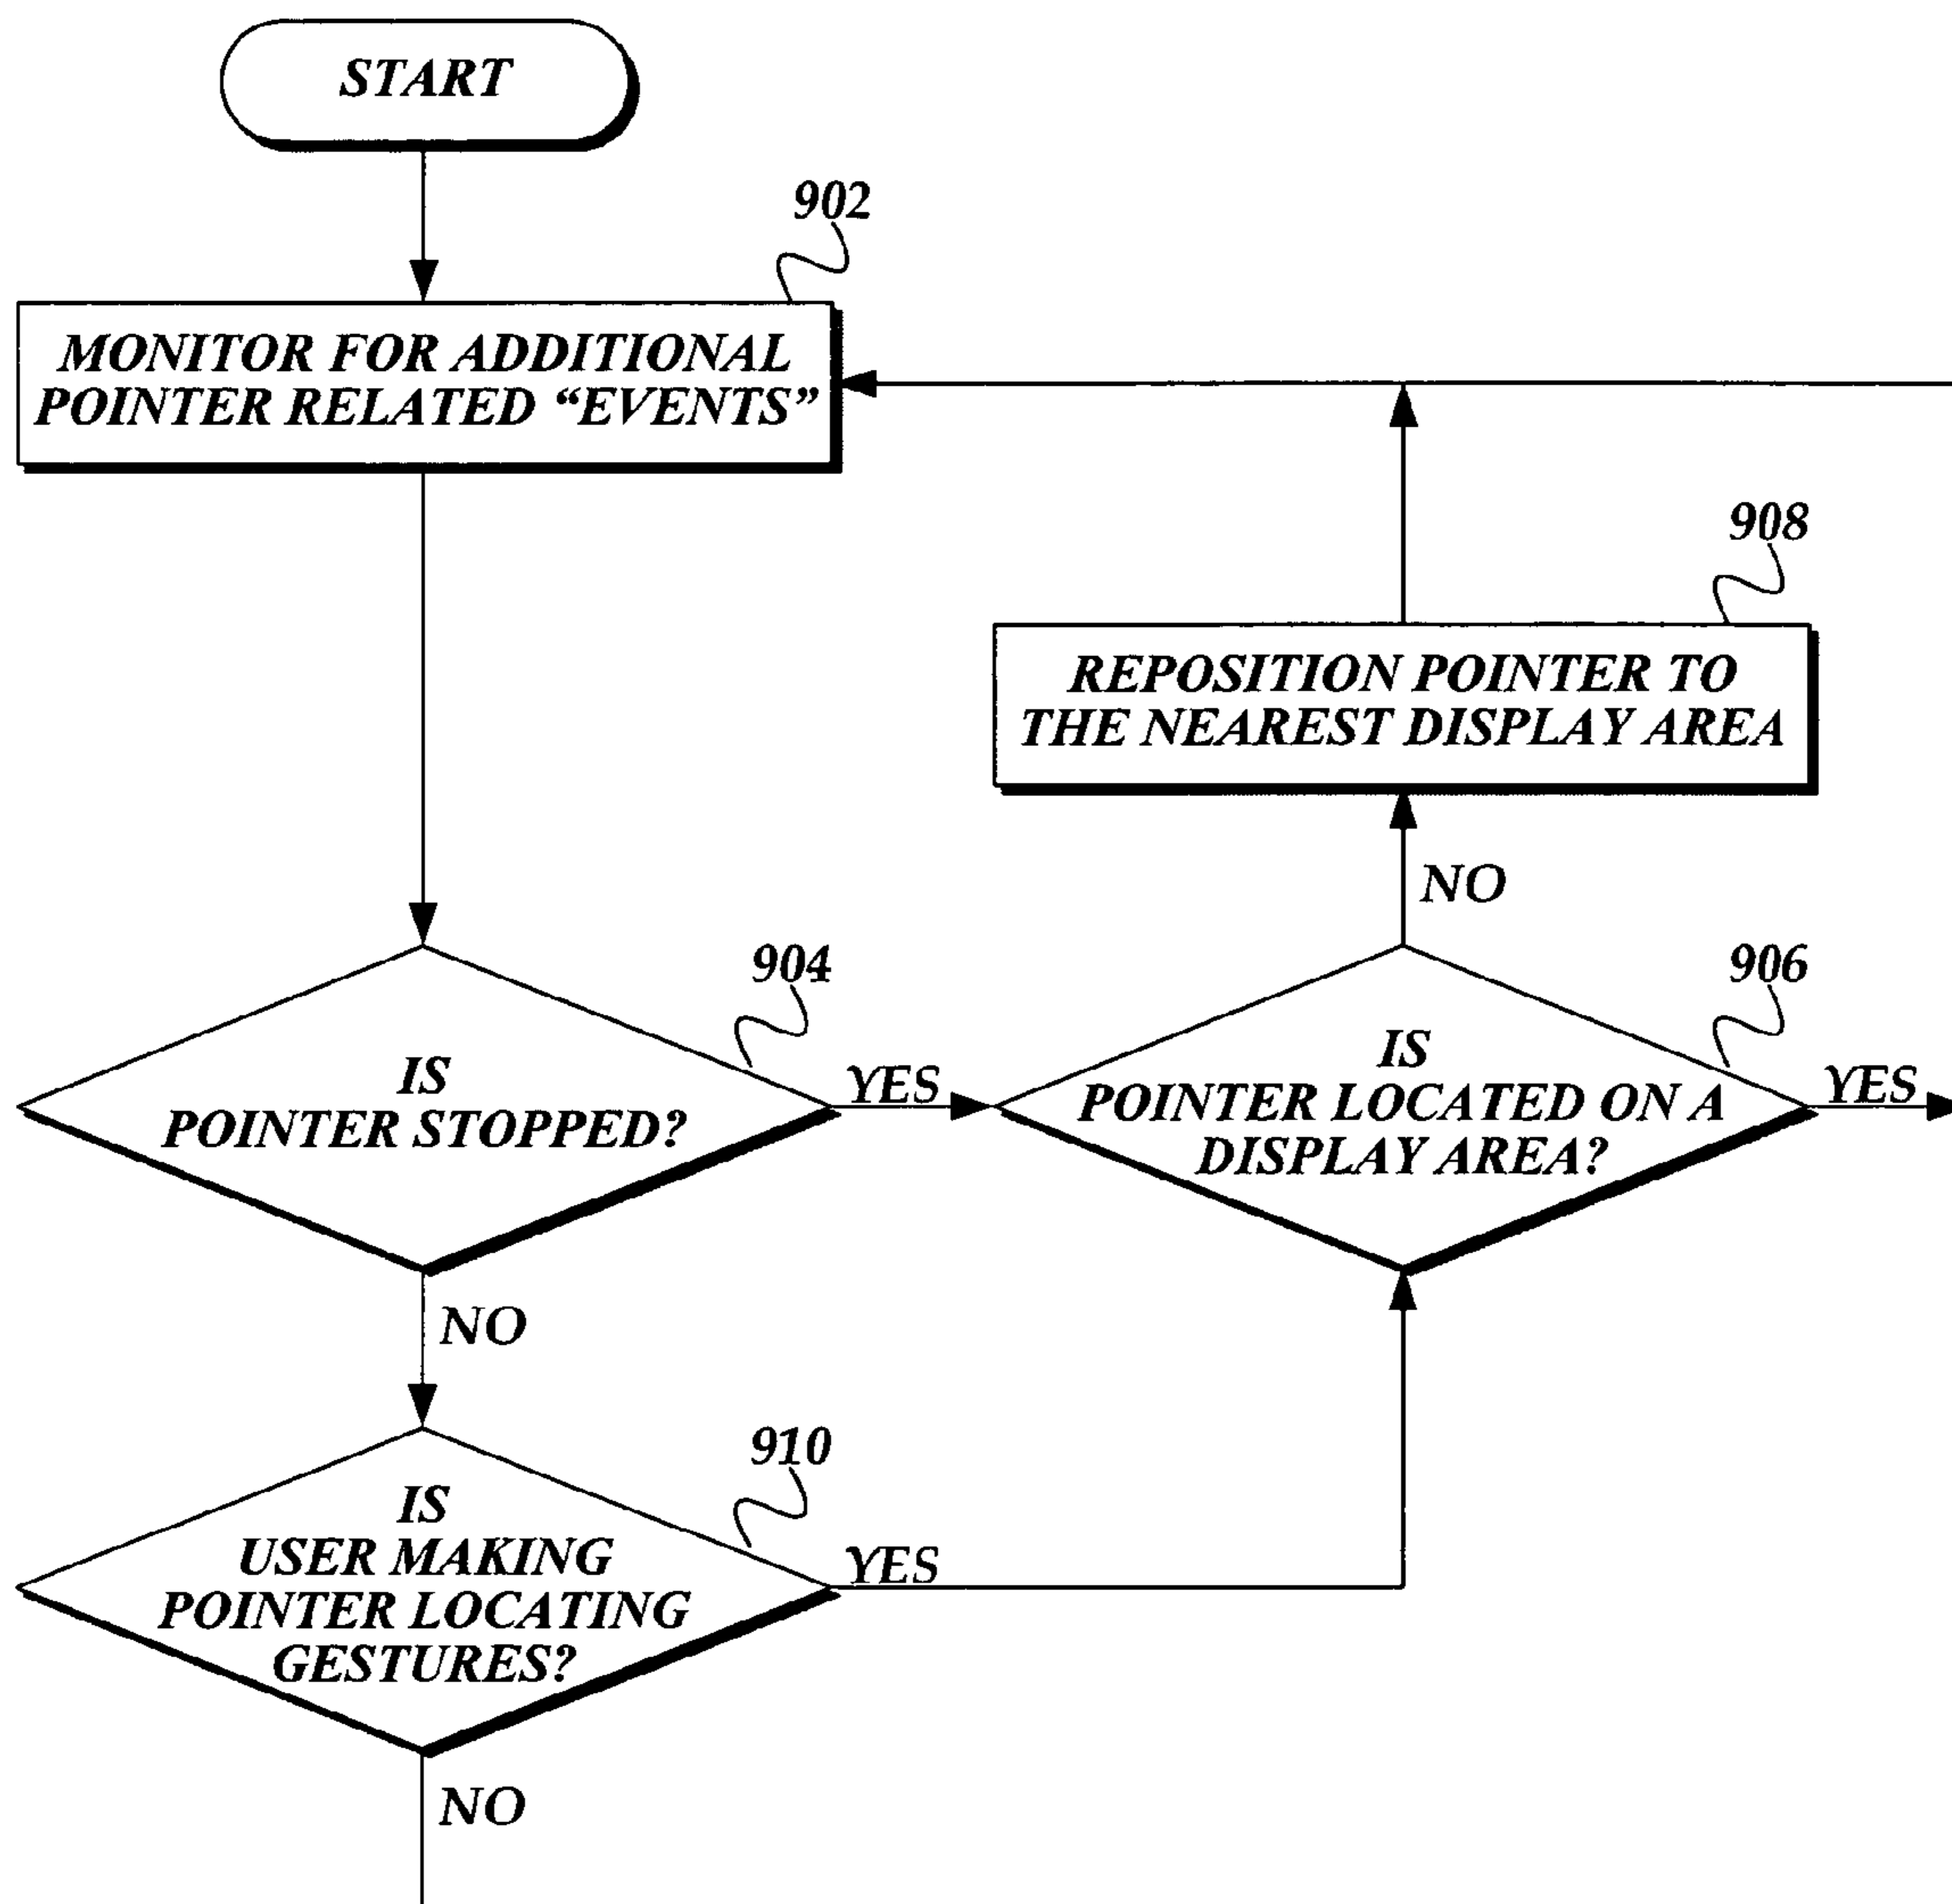 START
902
MONITOR FOR ADDITIONAL
POINTER RELATED “EVENTS”
908
REPOSITION POINTER TO
THE NEAREST DISPLAY AREA
NO
904
IS
POINTER STOPPED?
YES
906
IS
POINTER LOCATED ON A
DISPLAY AREA?
YES
NO
910
IS
USER MAKING
POINTER LOCATING
GESTURES?
YES
NO